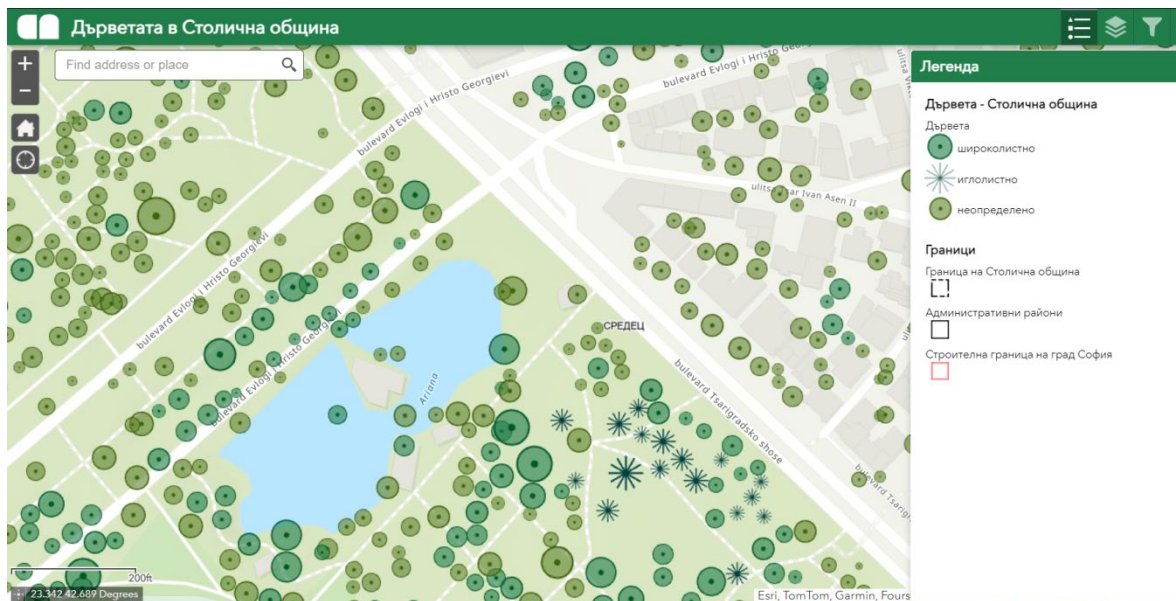 Дърветата в Столична община
Find address or place
bulevard Evlogi i Hristo Georgievi
bulevard Evlogi i Hristo Georgievi
bulevard Evlogi i Hristo Georgievi
bulevard Evlogi i Hristo Georgievi
ulitsa Tsar Ivan Asen II
СРЕДЕЦ
Ariana
bulevard Tsarigradsko shose
200ft
23.342 42.689 Degrees
Esri, TomTom, Garmin, Fours
Легенда
Дървета - Столична община
Дървета
широколистно
иглолистно
неопределено
Граници
Граница на Столична община
Административни райони
Строителна граница на град София